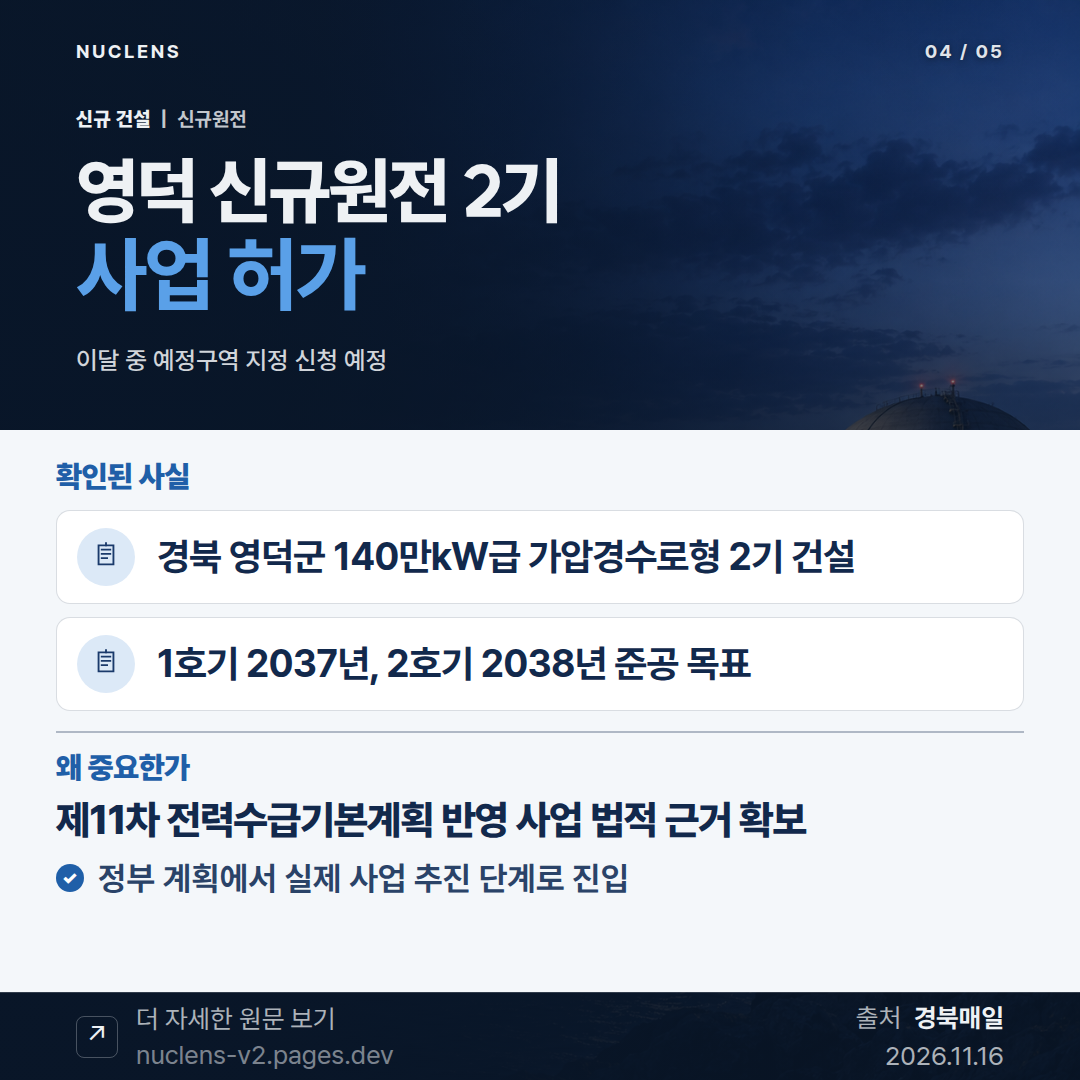 NUCLENS
04 / 05
신규 건설 | 신규원전
영덕 신규원전 2기
사업 허가
이달 중 예정구역 지정 신청 예정
확인된 사실
경북 영덕군 140만kW급 가압경수로형 2기 건설
1호기 2037년, 2호기 2038년 준공 목표
왜 중요한가
제11차 전력수급기본계획 반영 사업 법적 근거 확보
정부 계획에서 실제 사업 추진 단계로 진입
더 자세한 원문 보기
nuclens-v2.pages.dev
출처 경북매일
2026.11.16